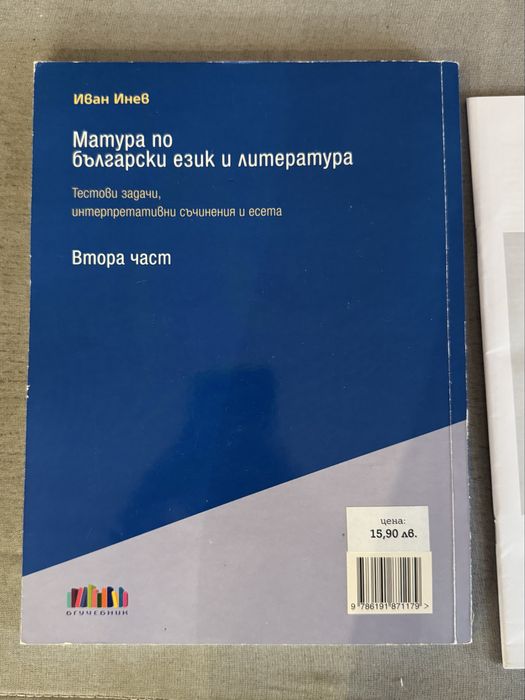 Иван Инев
Матура по
български език и литература
Тестови задачи,
интерпретативни съчинения и есета
Втора част
цена:
15,90 лв.
9 786191 871179 >
БГУЧЕБНИК